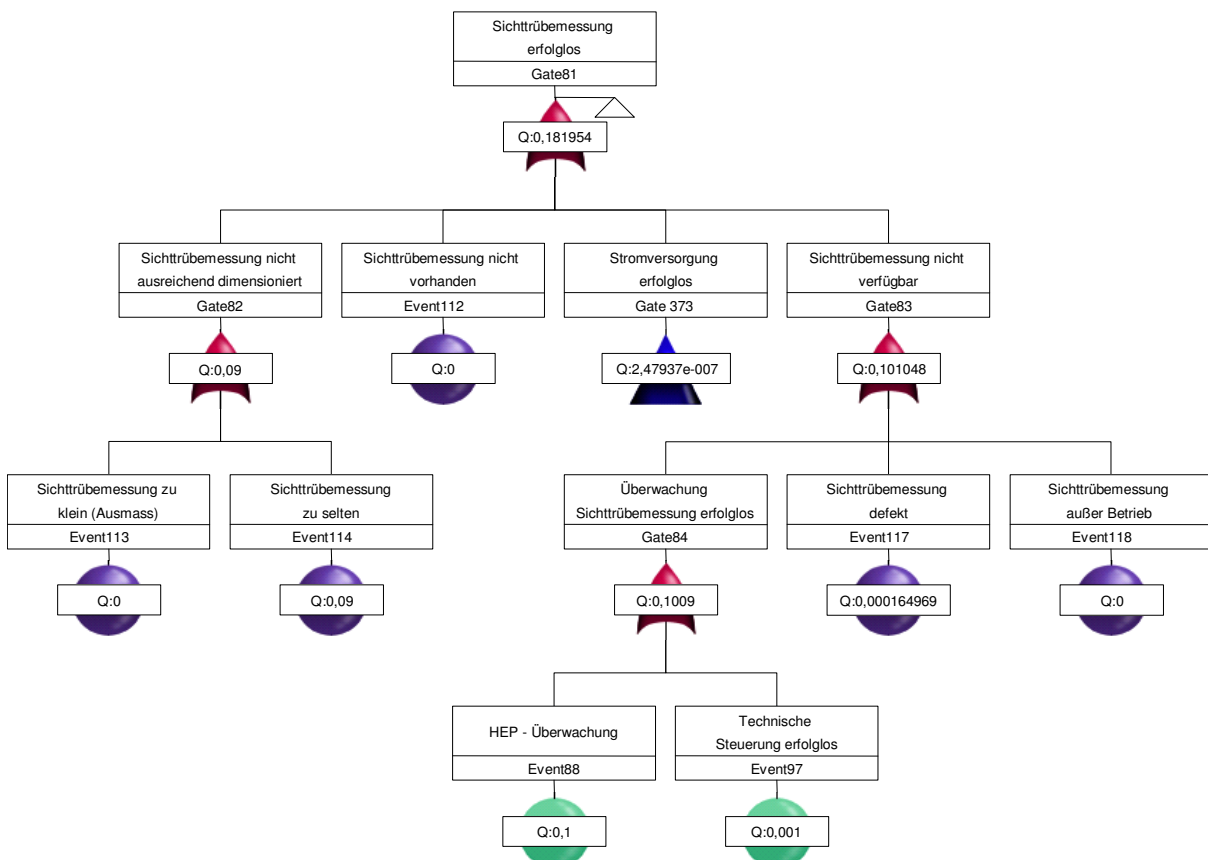 Sichttrübemessung
erfolglos
Gate81
Q:0,181954
Sichttrübemessung nicht
ausreichend dimensioniert
Gate82
Q:0,09
Sichttrübemessung nicht
vorhanden
Event112
Q:0
Stromversorgung
erfolglos
Gate 373
Q:2,47937e-007
Sichttrübemessung nicht
verfügbar
Gate83
Q:0,101048
Sichttrübemessung zu
klein (Ausmass)
Event113
Q:0
Sichttrübemessung
zu selten
Event114
Q:0,09
Überwachung
Sichttrübemessung erfolglos
Gate84
Q:0,1009
Sichttrübemessung
defekt
Event117
Q:0,000164969
Sichttrübemessung
außer Betrieb
Event118
Q:0
HEP - Überwachung
Event88
Q:0,1
Technische
Steuerung erfolglos
Event97
Q:0,001